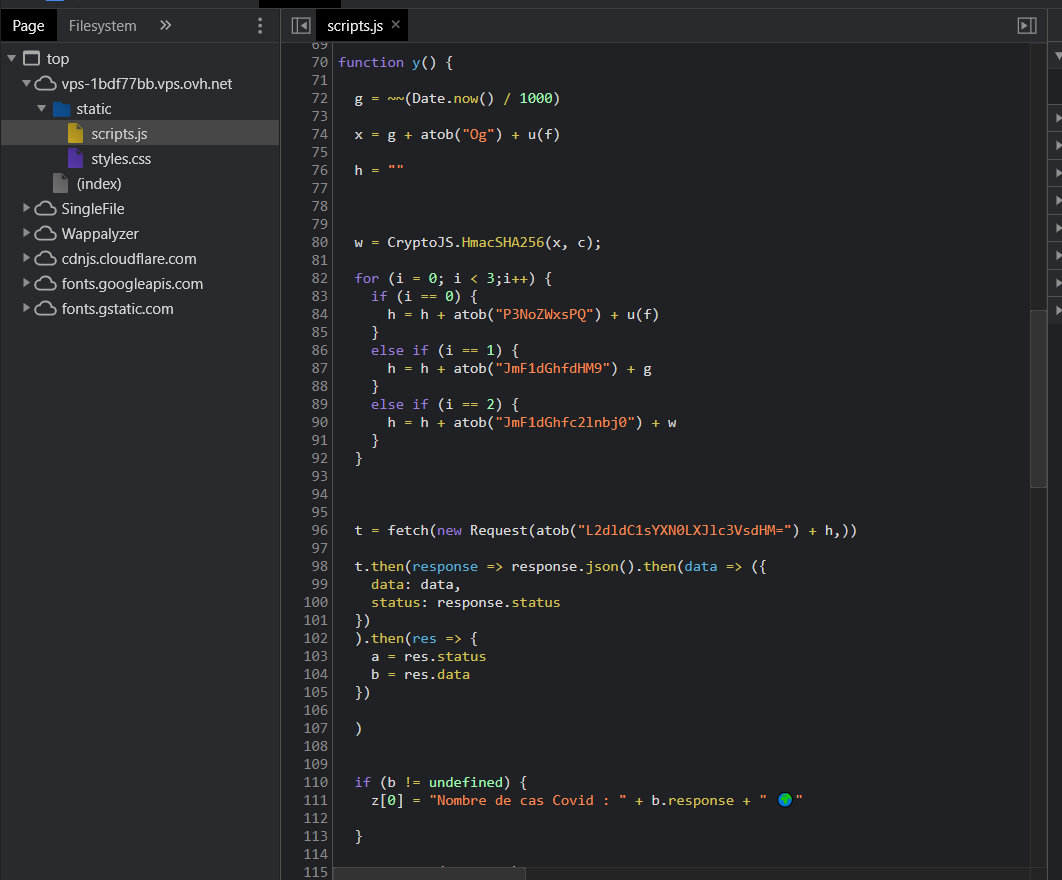 Page
Filesystem
scripts.js
top
vps-1bdf77bb.vps.ovh.net
static
scripts.js
styles.css
(index)
SingleFile
Wappalyzer
cdnjs.cloudflare.com
fonts.googleapis.com
fonts.gstatic.com
69
70 function y() {
71
72 g = ~~(Date.now() / 1000)
73
74 x = g + atob("Og") + u(f)
75
76 h = ""
77
78
79
80 w = CryptoJS.HmacSHA256(x, c);
81
82 for (i = 0; i < 3;i++) {
83 if (i == 0) {
84 h = h + atob("P3NoZWxsPQ") + u(f)
85 }
86 else if (i == 1) {
87 h = h + atob("JmF1dGhfdHM9") + g
88 }
89 else if (i == 2) {
90 h = h + atob("JmF1dGhfc2lnbj0") + w
91 }
92 }
93
94
95
96 t = fetch(new Request(atob("L2dldC1sYXN0LXJlc3VsdHM=") + h,))
97
98 t.then(response => response.json().then(data => ({
99 data: data,
100 status: response.status
101 })
102 ).then(res => {
103 a = res.status
104 b = res.data
105 })
106
107 )
108
109
110 if (b != undefined) {
111 z[0] = "Nombre de cas Covid : " + b.response + " 🌍"
112
113 }
114
115